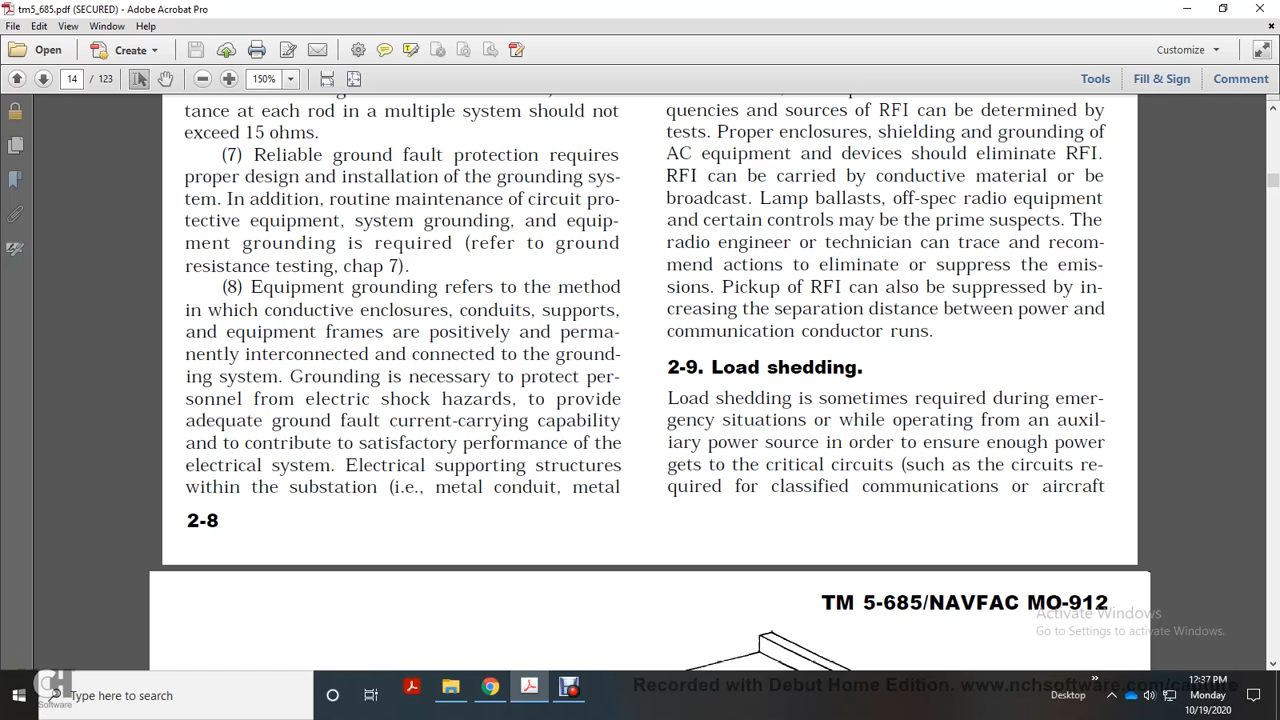 tm5_685.pdf (SECURED) - Adobe Acrobat Pro
File Edit View Window Help
Open Create Customize
14 / 123 150% Tools Fill & Sign Comment
tance at each rod in a multiple system should not
exceed 15 ohms.
(7) Reliable ground fault protection requires
proper design and installation of the grounding sys-
tem. In addition, routine maintenance of circuit pro-
tective equipment, system grounding, and equip-
ment grounding is required (refer to ground
resistance testing, chap 7).
(8) Equipment grounding refers to the method
in which conductive enclosures, conduits, supports,
and equipment frames are positively and perma-
nently interconnected and connected to the ground-
ing system. Grounding is necessary to protect per-
sonnel from electric shock hazards, to provide
adequate ground fault current-carrying capability
and to contribute to satisfactory performance of the
electrical system. Electrical supporting structures
within the substation (i.e., metal conduit, metal
2-8
quencies and sources of RFI can be determined by
tests. Proper enclosures, shielding and grounding of
AC equipment and devices should eliminate RFI.
RFI can be carried by conductive material or be
broadcast. Lamp ballasts, off-spec radio equipment
and certain controls may be the prime suspects. The
radio engineer or technician can trace and recom-
mend actions to eliminate or suppress the emis-
sions. Pickup of RFI can also be suppressed by in-
creasing the separation distance between power and
communication conductor runs.
2-9. Load shedding.
Load shedding is sometimes required during emer-
gency situations or while operating from an auxil-
iary power source in order to ensure enough power
gets to the critical circuits (such as the circuits re-
quired for classified communications or aircraft
TM 5-685/NAVFAC MO-912
Activate Windows
Go to Settings to activate Windows.
Recorded with Debut Home Edition. www.nchsoftware.com/capture
NCH
Software
Type here to search
Desktop
12:37 PM
Monday
10/19/2020